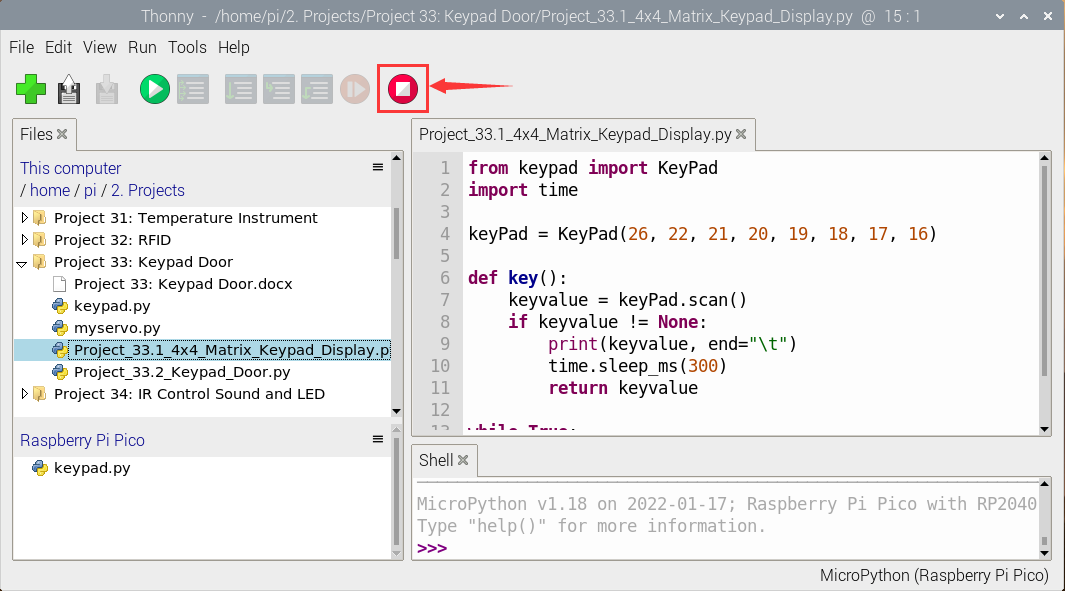 Thonny - /home/pi/2. Projects/Project 33: Keypad Door/Project_33.1_4x4_Matrix_Keypad_Display.py @ 15 : 1
File Edit View Run Tools Help
Files
This computer
/ home / pi / 2. Projects
Project 31: Temperature Instrument
Project 32: RFID
Project 33: Keypad Door
Project 33: Keypad Door.docx
keypad.py
myservo.py
Project_33.1_4x4_Matrix_Keypad_Display.p
Project_33.2_Keypad_Door.py
Project 34: IR Control Sound and LED
Raspberry Pi Pico
keypad.py
Project_33.1_4x4_Matrix_Keypad_Display.py
1 from keypad import KeyPad
2 import time
3
4 keyPad = KeyPad(26, 22, 21, 20, 19, 18, 17, 16)
5
6 def key():
7     keyvalue = keyPad.scan()
8     if keyvalue != None:
9         print(keyvalue, end="\t")
10         time.sleep_ms(300)
11         return keyvalue
12
13 while True:
Shell
MicroPython v1.18 on 2022-01-17; Raspberry Pi Pico with RP2040
Type "help()" for more information.
>>>
MicroPython (Raspberry Pi Pico)